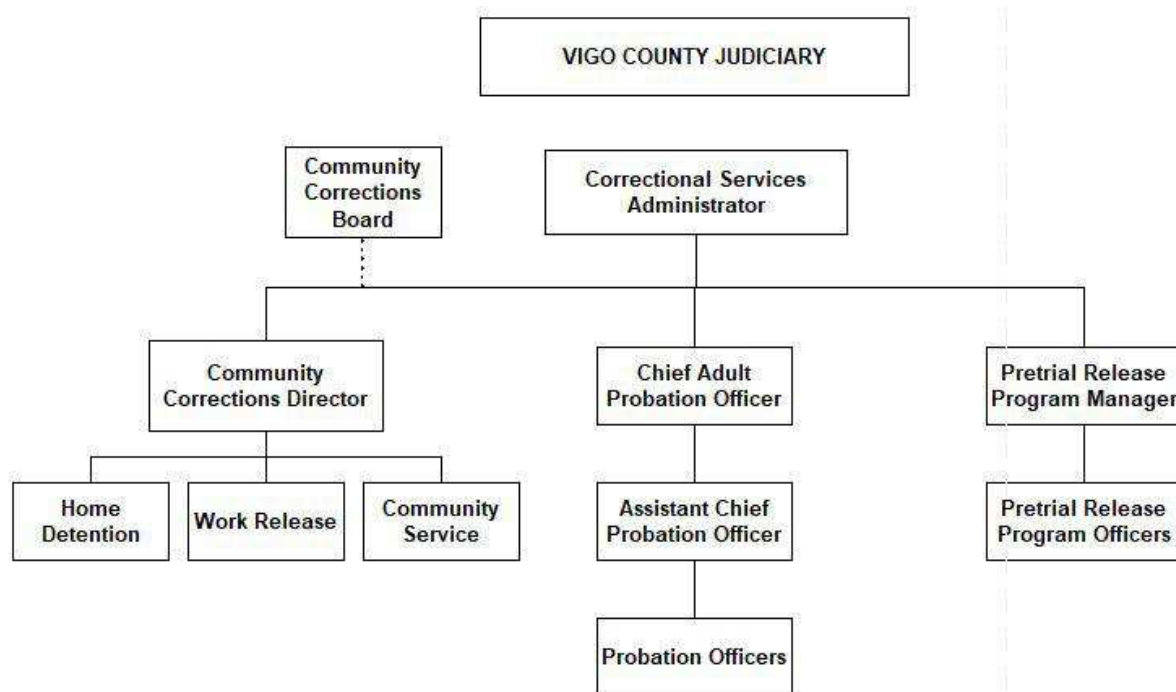 VIGO COUNTY JUDICIARY
Community
Corrections
Board
Correctional Services
Administrator
Community
Corrections Director
Chief Adult
Probation Officer
Pretrial Release
Program Manager
Home
Detention
Work Release
Community
Service
Assistant Chief
Probation Officer
Pretrial Release
Program Officers
Probation Officers